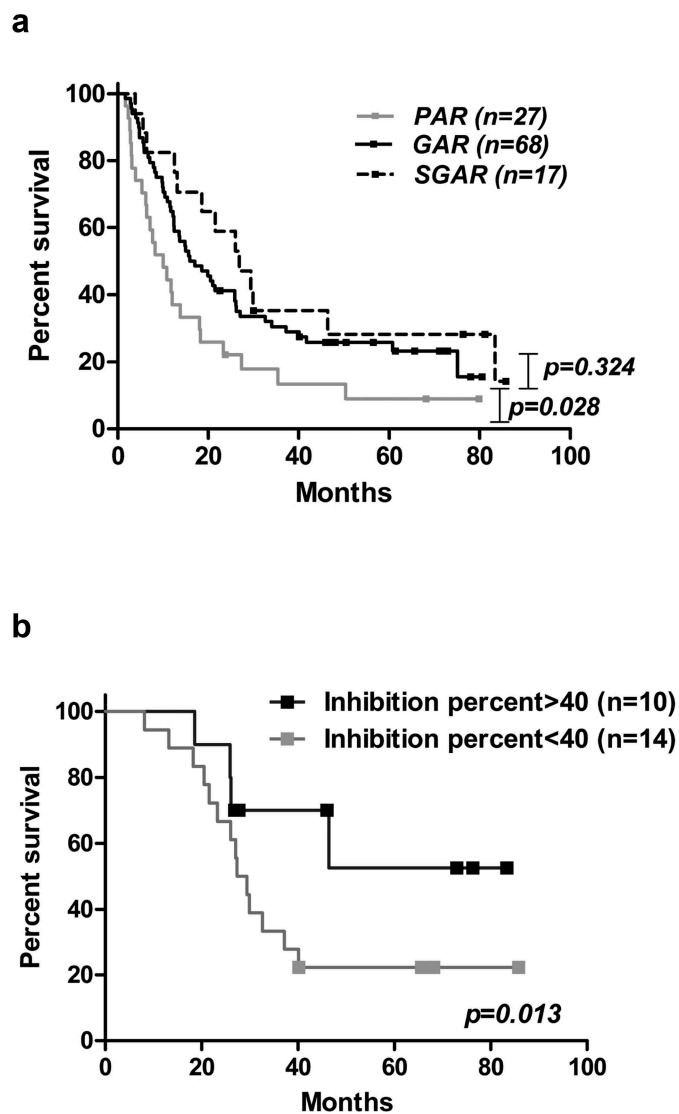 a
100
80
60
40
20
0
Percent survival
PAR (n=27)
GAR (n=68)
SGAR (n=17)
p=0.324
p=0.028
0 20 40 60 80 100
Months
b
100
80
60
40
20
0
Percent survival
Inhibition percent>40 (n=10)
Inhibition percent<40 (n=14)
p=0.013
0 20 40 60 80 100
Months